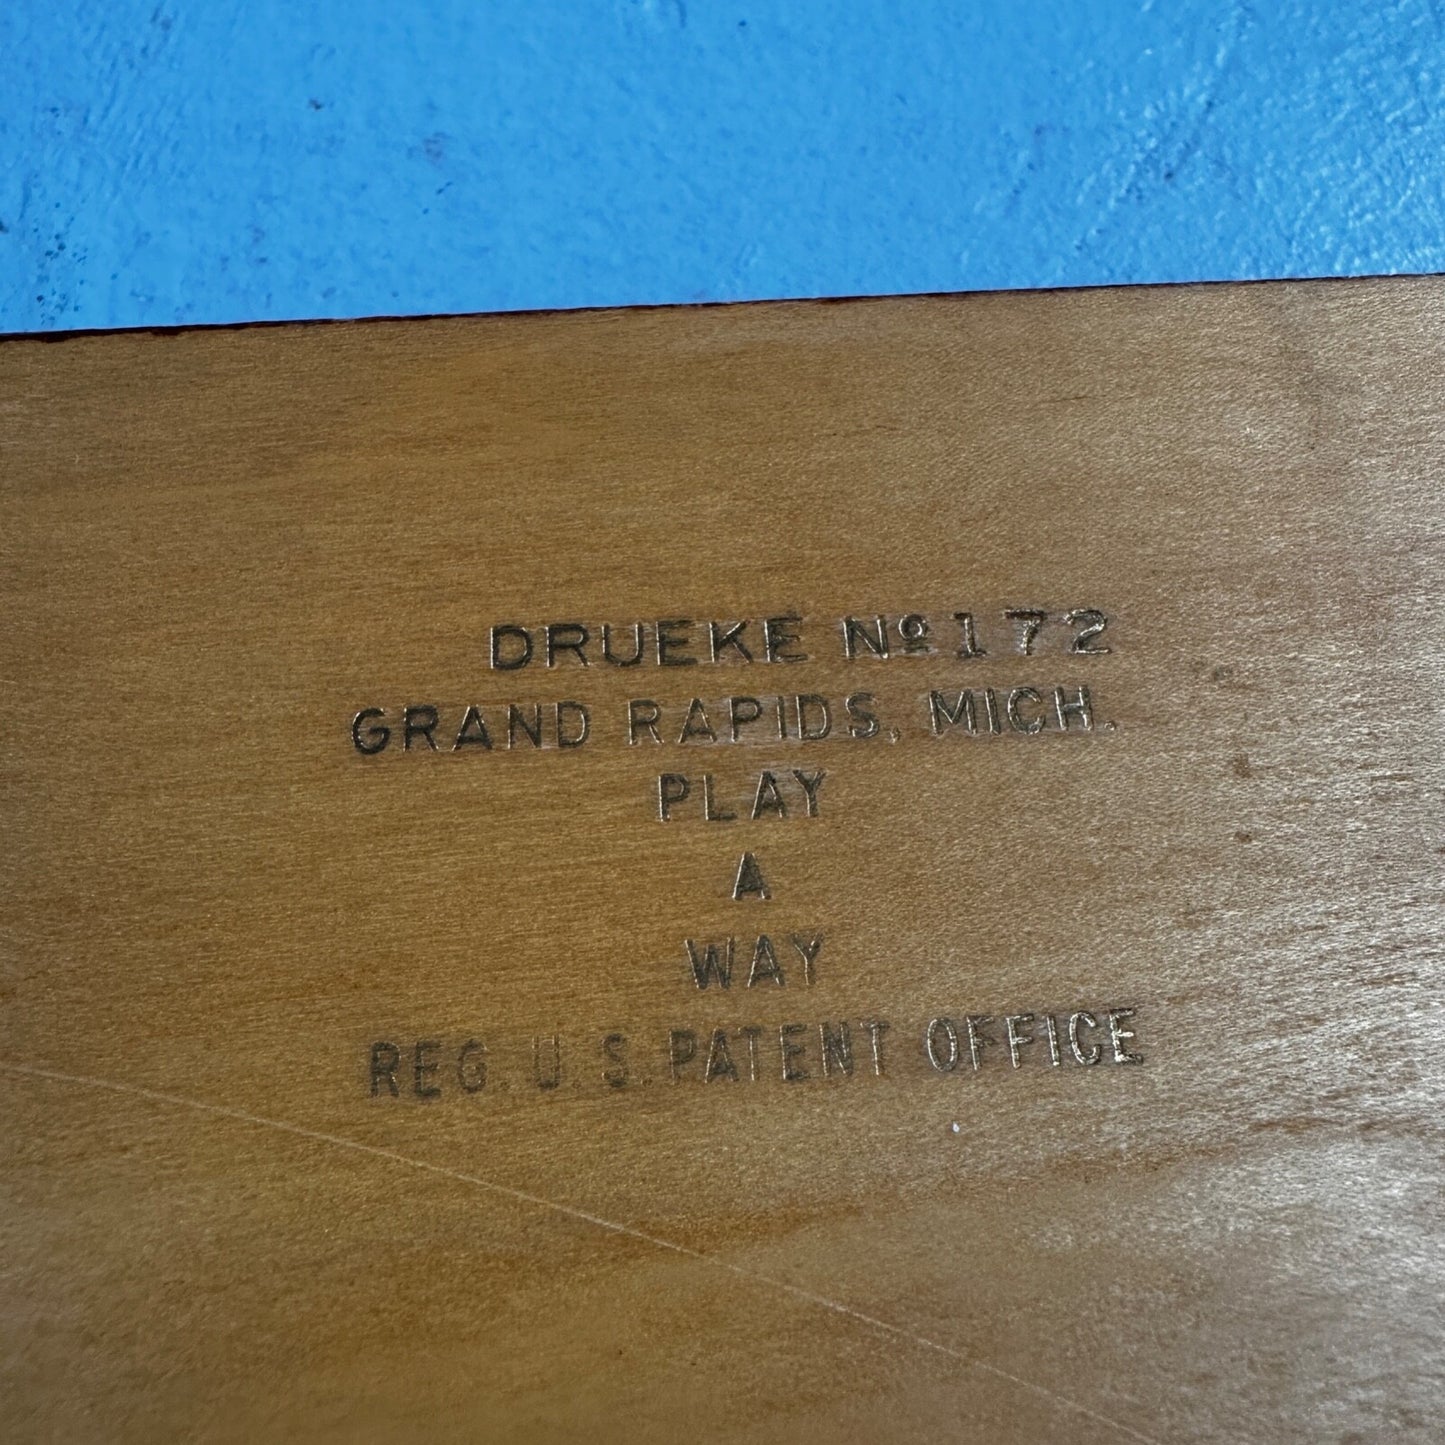 DRUEKE Nº 172
GRAND RAPIDS, MICH.
PLAY
A
WAY
REG. U. S. PATENT OFFICE